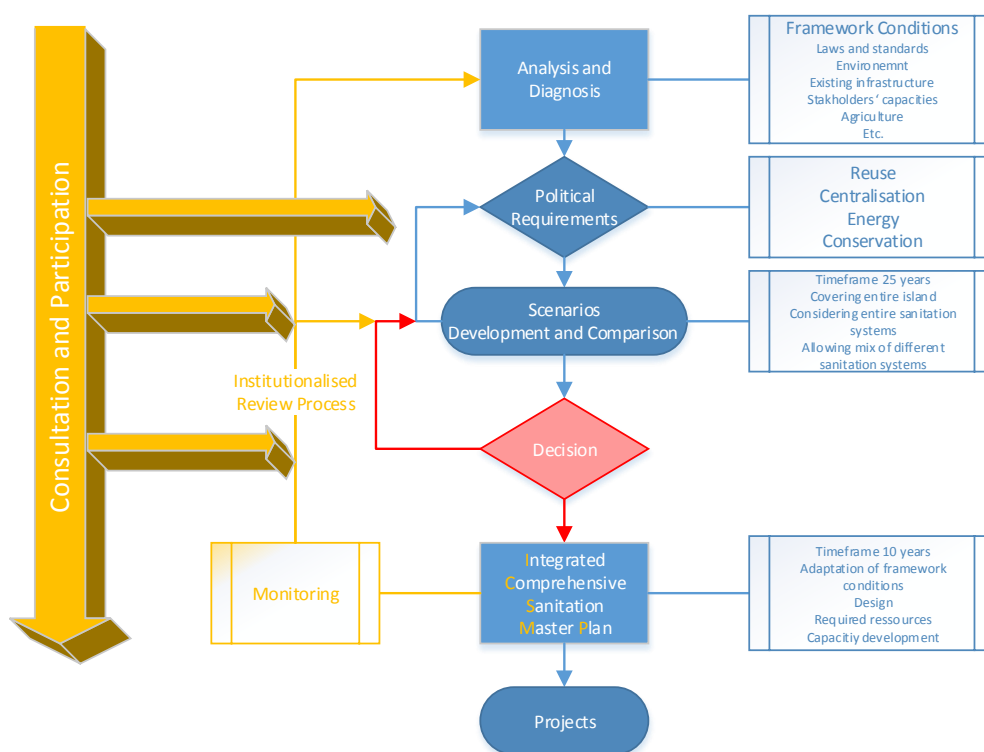 Consultation and Participation
Analysis and
Diagnosis
Framework Conditions
Laws and standards
Environemnt
Existing infrastructure
Stakholders‘ capacities
Agriculture
Etc.
Political
Requirements
Reuse
Centralisation
Energy
Conservation
Scenarios
Development and Comparison
Timeframe 25 years
Covering entire island
Considering entire sanitation
systems
Allowing mix of different
sanitation systems
Institutionalised
Review Process
Decision
Monitoring
Integrated
Comprehensive
Sanitation
Master Plan
Timeframe 10 years
Adaptation of framework
conditions
Design
Required ressources
Capacitiy development
Projects